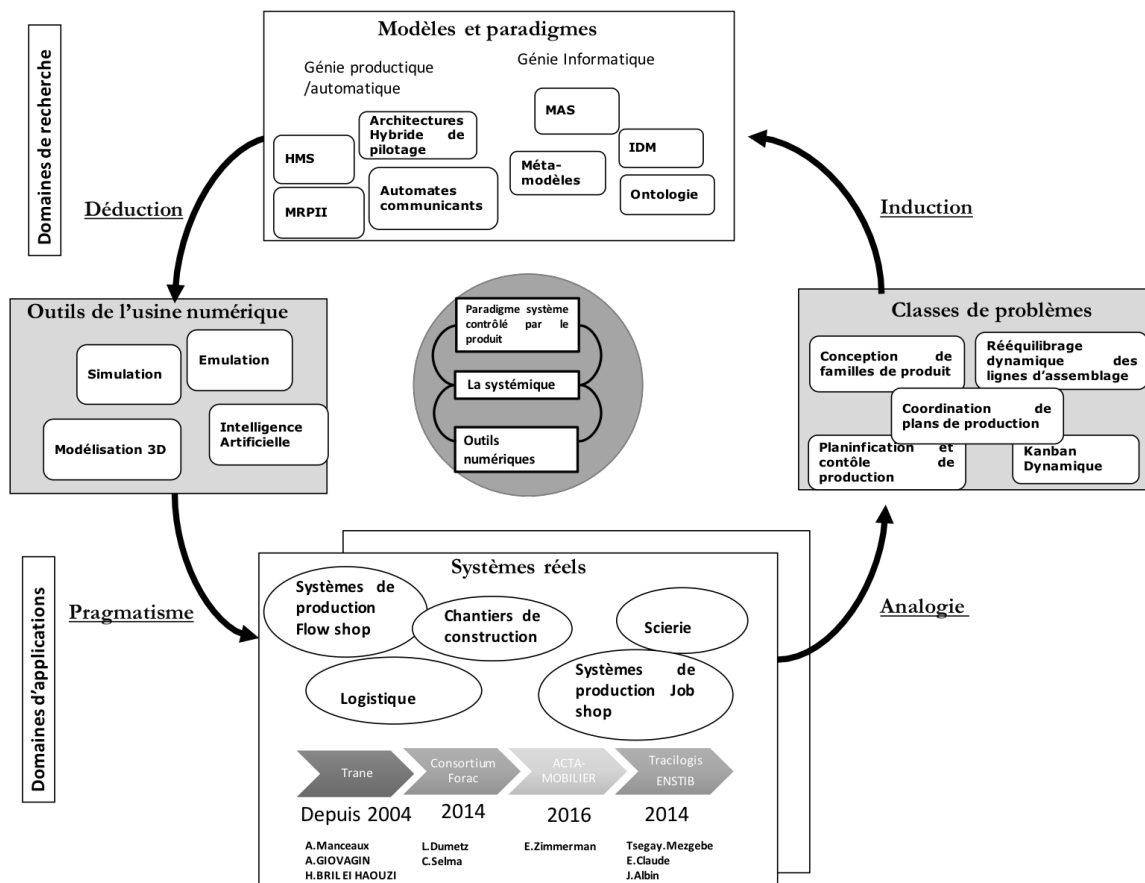 Modèles et paradigmes
Génie productique
/automatique
Génie Informatique
Architectures
Hybride de
pilotage
HMS
MRPII
Automates
communicants
MAS
IDM
Méta-
modèles
Ontologie
Domaines de recherche
Déduction
Induction
Outils de l'usine numérique
Simulation
Emulation
Modélisation 3D
Intelligence
Artificielle
Paradigme système
contrôlé par le
produit
La systémique
Outils
numériques
Classes de problèmes
Conception de
familles de produit
Rééquilibrage
dynamique des
lignes d'assemblage
Coordination de
plans de production
Planinfication et
contôle de
production
Kanban
Dynamique
Domaines d'applications
Pragmatisme
Analogie
Systèmes réels
Systèmes de
production
Flow shop
Chantiers de
construction
Scierie
Logistique
Systèmes de
production Job
shop
Trane
Consortium
Forac
ACTA-
MOBILIER
Tracilogis
ENSTIB
Depuis 2004
2014
2016
2014
A.Manceaux
A.GIOVAGIN
H.BRIL El HAOUZI
L.Dumetz
C.Selma
E.Zimmerman
Tsegay.Mezgebe
E.Claude
J.Albin